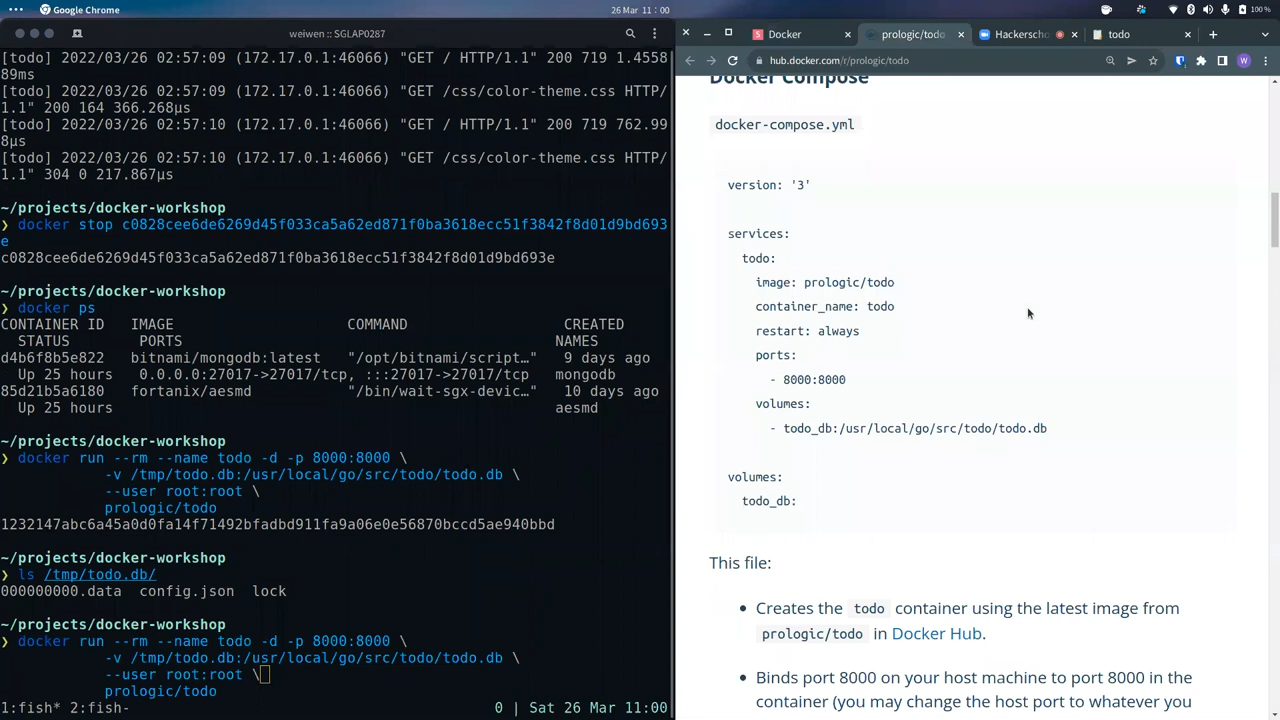 Google Chrome
26 Mar 11:00
100 %
weiwen :: SGLAP0287
[todo] 2022/03/26 02:57:09 (172.17.0.1:46066) "GET / HTTP/1.1" 200 719 1.4558
89ms
[todo] 2022/03/26 02:57:09 (172.17.0.1:46066) "GET /css/color-theme.css HTTP/
1.1" 200 164 366.268µs
[todo] 2022/03/26 02:57:10 (172.17.0.1:46066) "GET / HTTP/1.1" 200 719 762.99
8µs
[todo] 2022/03/26 02:57:10 (172.17.0.1:46066) "GET /css/color-theme.css HTTP/
1.1" 304 0 217.867µs
~/projects/docker-workshop
❯ docker stop c0828cee6de6269d45f033ca5a62ed871f0ba3618ecc51f3842f8d01d9bd693
e
c0828cee6de6269d45f033ca5a62ed871f0ba3618ecc51f3842f8d01d9bd693e
~/projects/docker-workshop
❯ docker ps
CONTAINER ID   IMAGE                    COMMAND                  CREATED
  STATUS         PORTS                                           NAMES
d4b6f8b5e822   bitnami/mongodb:latest   "/opt/bitnami/script…"   9 days ago
  Up 25 hours    0.0.0.0:27017->27017/tcp, :::27017->27017/tcp   mongodb
85d21b5a6180   fortanix/aesmd           "/bin/wait-sgx-devic…"   10 days ago
  Up 25 hours                                                   aesmd
~/projects/docker-workshop
❯ docker run --rm --name todo -d -p 8000:8000 \
-v /tmp/todo.db:/usr/local/go/src/todo/todo.db \
--user root:root \
prologic/todo
1232147abc6a45a0d0fa14f71492bfadbd911fa9a06e0e56870bccd5ae940bbd
~/projects/docker-workshop
❯ ls /tmp/todo.db/
000000000.data  config.json  lock
~/projects/docker-workshop
❯ docker run --rm --name todo -d -p 8000:8000 \
-v /tmp/todo.db:/usr/local/go/src/todo/todo.db \
--user root:root \
prologic/todo
1:fish* 2:fish-
0 | Sat 26 Mar 11:00
Docker
prologic/todo
Hackerscho
todo
hub.docker.com/r/prologic/todo
W
Docker Compose
docker-compose.yml
version: '3'
services:
todo:
image: prologic/todo
container_name: todo
restart: always
ports:
- 8000:8000
volumes:
- todo_db:/usr/local/go/src/todo/todo.db
volumes:
todo_db:
This file:
• Creates the todo container using the latest image from
prologic/todo in Docker Hub.
• Binds port 8000 on your host machine to port 8000 in the
container (you may change the host port to whatever you